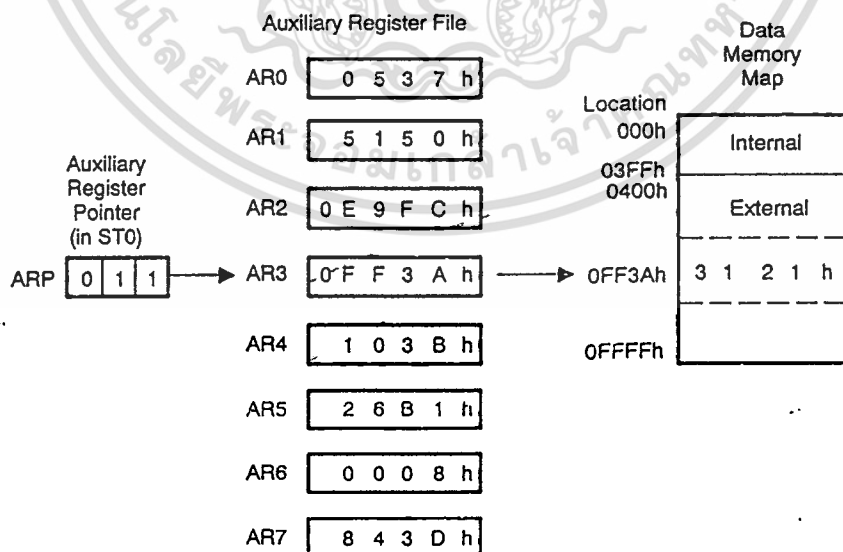 Auxiliary Register File
Data
Memory
Map
AR0 0 5 3 7 h
Location
000h
Internal
AR1 5 1 5 0 h
03FFh
0400h
Auxiliary
Register
Pointer
(in ST0)
AR2 0 E 9 F C h
External
ARP 0 1 1
AR3 0 F F 3 A h
0FF3Ah 3 1 2 1 h
AR4 1 0 3 B h
0FFFFh
AR5 2 6 B 1 h
AR6 0 0 0 8 h
AR7 8 4 3 D h